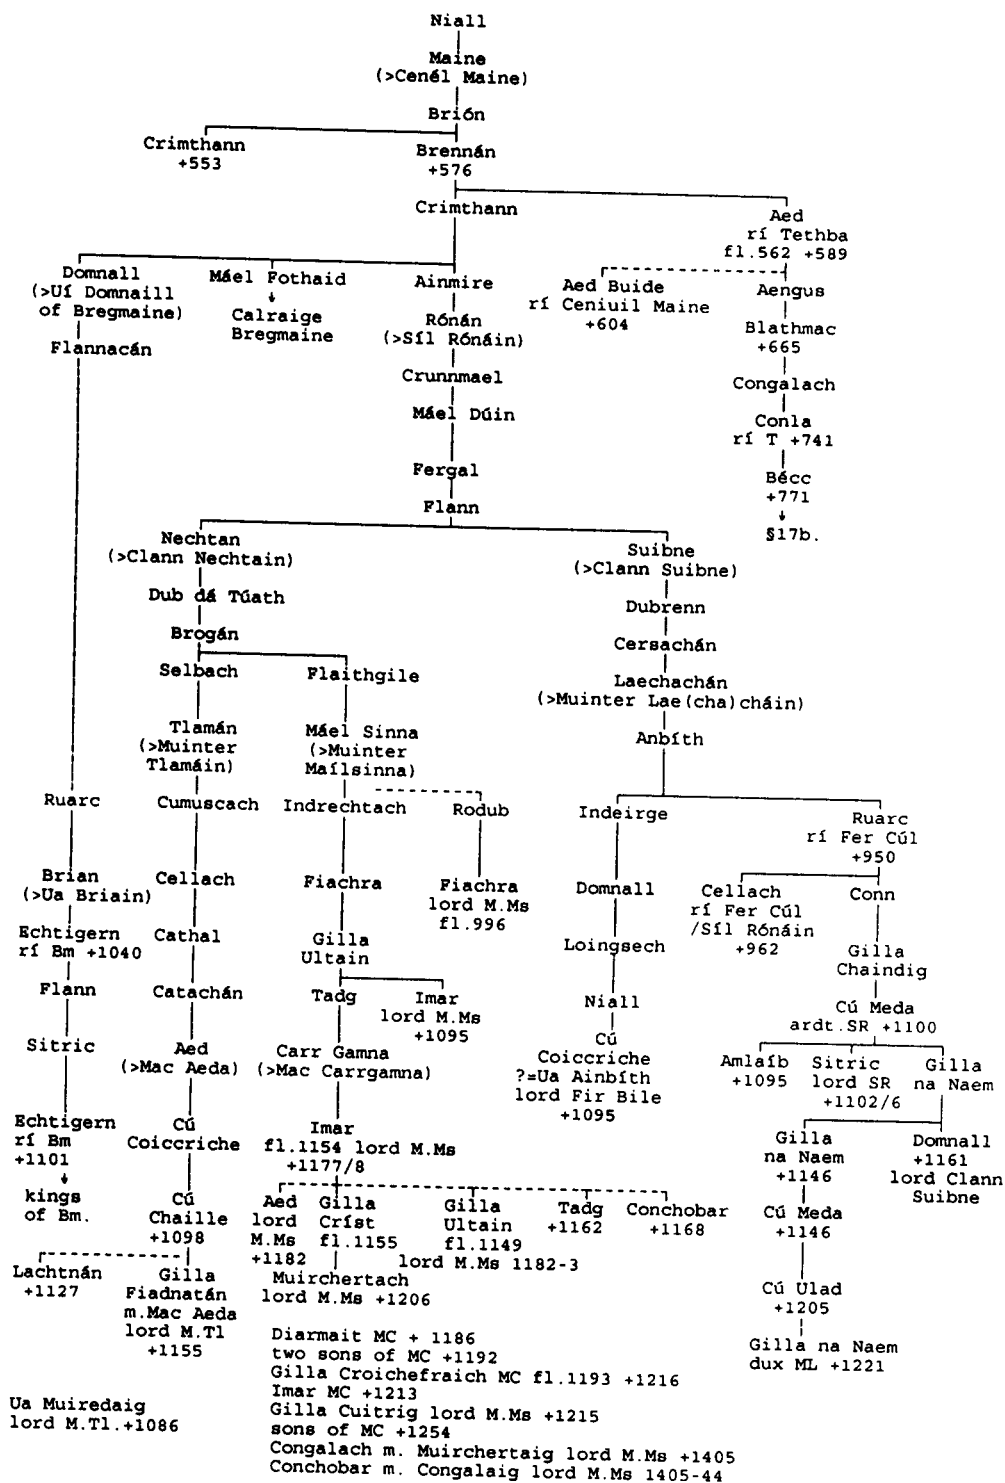 Niall
Maine
(>Cenél Maine)
Brión
Crimthann
+553
Brennán
+576
Crimthann
Aed
rí Tethba
fl.562 +589
Domnall
(>Uí Domnaill
of Bregmaine)
Máel Fothaid
Calraige
Bregmaine
Ainmire
Aed Buide
rí Ceniuil Maine
+604
Aengus
Flannacán
Rónán
(>Síl Rónáin)
Blathmac
+665
Crunnmael
Congalach
Máel Dúin
Conla
rí T +741
Fergal
Bécc
+771
Flann
§17b.
Nechtan
(>Clann Nechtain)
Suibne
(>Clann Suibne)
Dub dá Túath
Dubrenn
Brogán
Cersachán
Selbach
Flaithgile
Laechachán
(>Muinter Lae(cha)cháin)
Tlamán
(>Muinter
Tlamáin)
Máel Sinna
(>Muinter
Maílsinna)
Anbíth
Ruarc
Cumuscach
Indrechtach
Rodub
Indeirge
Ruarc
rí Fer Cúl
+950
Brian
(>Ua Briain)
Cellach
Fiachra
Fiachra
lord M.Ms
fl.996
Domnall
Cellach
rí Fer Cúl
/Síl Rónáin
+962
Conn
Echtigern
rí Bm +1040
Cathal
Gilla
Ultain
Loingsech
Gilla
Chaindig
Flann
Catachán
Tadg
Imar
lord M.Ms
+1095
Niall
Cú Meda
ardt.SR +1100
Sitric
Aed
(>Mac Aeda)
Carr Gamna
(>Mac Carrgamna)
Cú
Coiccriche
?=Ua Ainbíth
lord Fir Bile
+1095
Amlaíb
+1095
Sitric
lord SR
+1102/6
Gilla
na Naem
Echtigern
rí Bm
+1101
kings
of Bm.
Cú
Coiccriche
Imar
fl.1154 lord M.Ms
+1177/8
Gilla
na Naem
+1146
Domnall
+1161
lord Clann
Suibne
Cú
Chaille
+1098
Aed
lord
M.Ms
+1182
Gilla
Críst
fl.1155
Gilla
Ultain
fl.1149
lord M.Ms 1182-3
Tadg
+1162
Conchobar
+1168
Cú Meda
+1146
Lachtnán
+1127
Gilla
Fiadnatán
m.Mac Aeda
lord M.Tl
+1155
Muirchertach
lord M.Ms +1206
Cú Ulad
+1205
Gilla na Naem
dux ML +1221
Diarmait MC + 1186
two sons of MC +1192
Gilla Croichefraich MC fl.1193 +1216
Imar MC +1213
Gilla Cuitrig lord M.Ms +1215
sons of MC +1254
Congalach m. Muirchertaig lord M.Ms +1405
Conchobar m. Congalaig lord M.Ms 1405-44
Ua Muiredaig
lord M.Tl.+1086